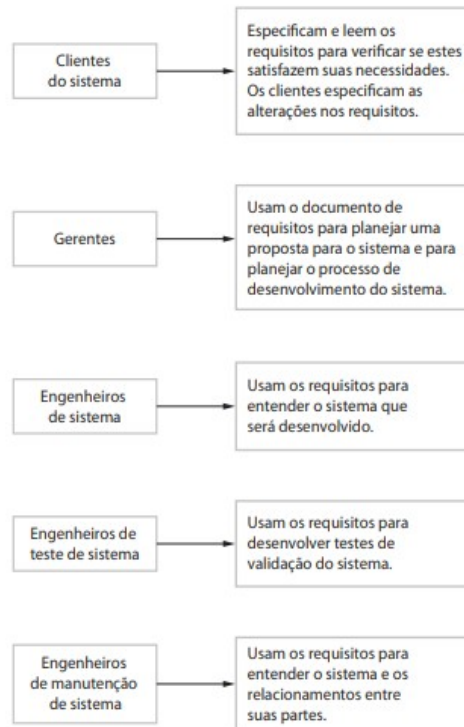 Clientes
do sistema
Especificam e leem os
requisitos para verificar se estes
satisfazem suas necessidades.
Os clientes especificam as
alterações nos requisitos.
Gerentes
Usam o documento de
requisitos para planejar uma
proposta para o sistema e para
planejar o processo de
desenvolvimento do sistema.
Engenheiros
de sistema
Usam os requisitos para
entender o sistema que
será desenvolvido.
Engenheiros de
teste de sistema
Usam os requisitos para
desenvolver testes de
validação do sistema.
Engenheiros
de manutenção
de sistema
Usam os requisitos para
entender o sistema e os
relacionamentos entre
suas partes.